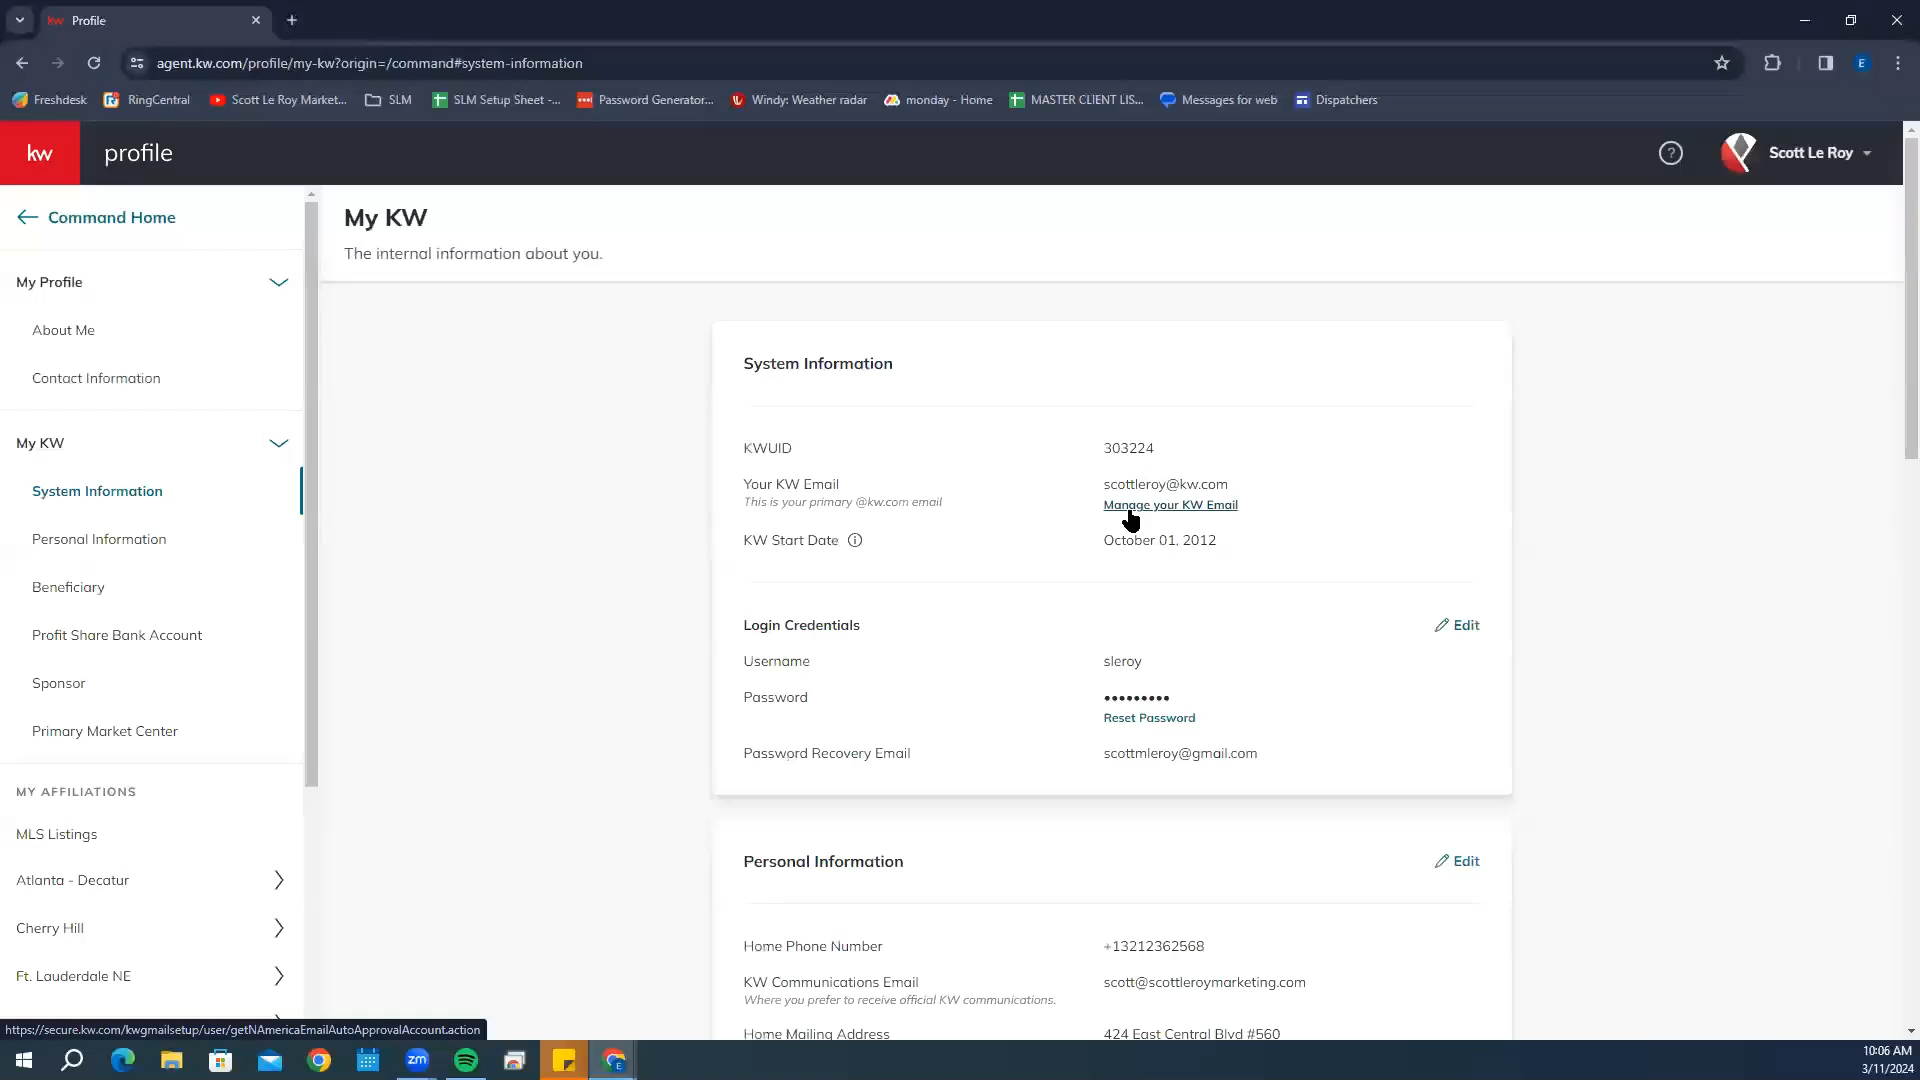 kw Profile
agent.kw.com/profile/my-kw?origin=/command#system-information
E
Freshdesk RingCentral Scott Le Roy Market... SLM SLM Setup Sheet -... Password Generator... Windy: Weather radar monday - Home MASTER CLIENT LIS... Messages for web Dispatchers
kw profile
? Scott Le Roy
Command Home
My Profile
About Me
Contact Information
My KW
System Information
Personal Information
Beneficiary
Profit Share Bank Account
Sponsor
Primary Market Center
MY AFFILIATIONS
MLS Listings
Atlanta - Decatur
Cherry Hill
Ft. Lauderdale NE
My KW
The internal information about you.
System Information
KWUID 303224
Your KW Email scottleroy@kw.com
This is your primary @kw.com email Manage your KW Email
KW Start Date October 01, 2012
Login Credentials Edit
Username sleroy
Password •••••••••
Reset Password
Password Recovery Email scottmleroy@gmail.com
Personal Information Edit
Home Phone Number +13212362568
KW Communications Email scott@scottleroymarketing.com
Where you prefer to receive official KW communications.
Home Mailing Address 424 East Central Blvd #560
https://secure.kw.com/kwgmailsetup/user/getNAmericaEmailAutoApprovalAccount.action
zm
E
10:06 AM
3/11/2024